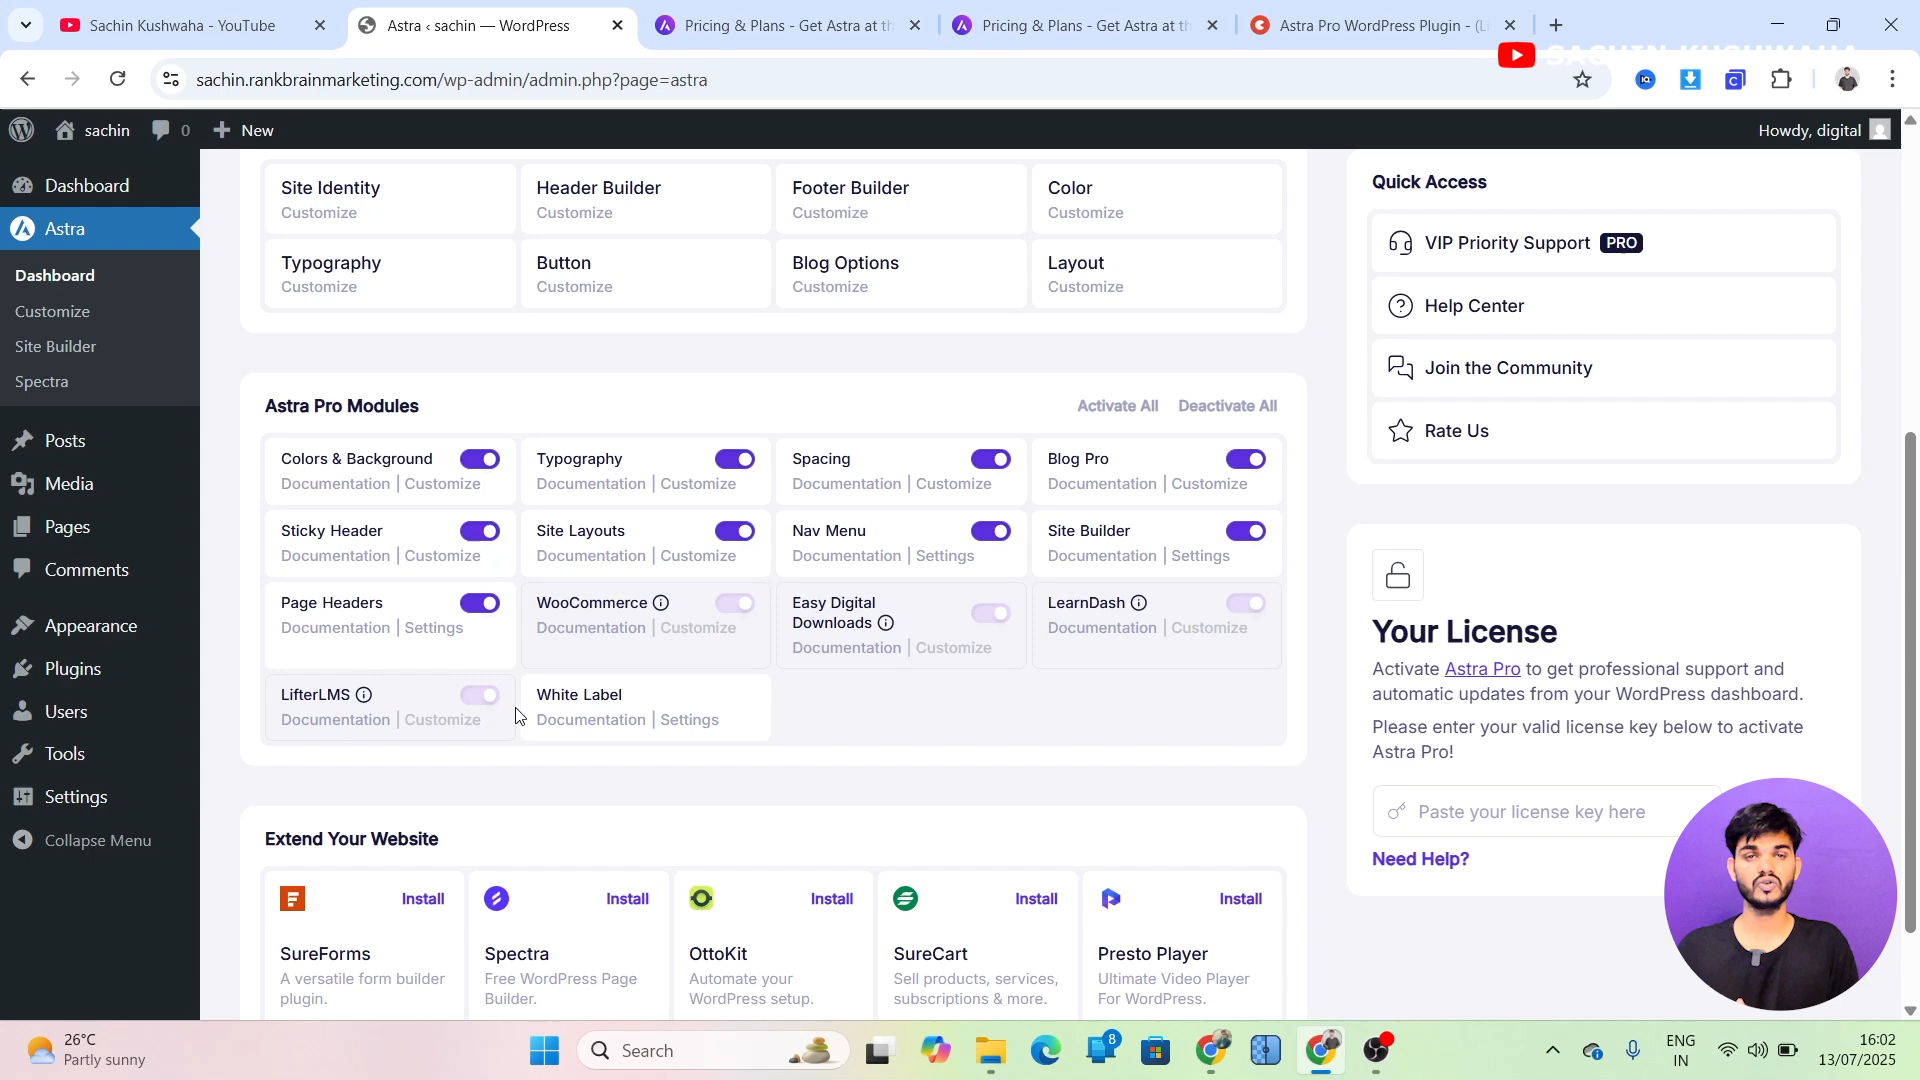 Sachin Kushwaha - YouTube
Astra ‹ sachin — WordPress
Pricing & Plans - Get Astra at th
Pricing & Plans - Get Astra at th
Astra Pro WordPress Plugin - (Li
sachin.rankbrainmarketing.com/wp-admin/admin.php?page=astra
SACHIN KUSHWAHA
sachin
0
New
Howdy, digital
Dashboard
Astra
Dashboard
Customize
Site Builder
Spectra
Posts
Media
Pages
Comments
Appearance
Plugins
Users
Tools
Settings
Collapse Menu
Site Identity
Customize
Header Builder
Customize
Footer Builder
Customize
Color
Customize
Typography
Customize
Button
Customize
Blog Options
Customize
Layout
Customize
Astra Pro Modules
Activate All
Deactivate All
Colors & Background
Documentation | Customize
Typography
Documentation | Customize
Spacing
Documentation | Customize
Blog Pro
Documentation | Customize
Sticky Header
Documentation | Customize
Site Layouts
Documentation | Customize
Nav Menu
Documentation | Settings
Site Builder
Documentation | Settings
Page Headers
Documentation | Settings
WooCommerce
Documentation | Customize
Easy Digital
Downloads
Documentation | Customize
LearnDash
Documentation | Customize
LifterLMS
Documentation | Customize
White Label
Documentation | Settings
Extend Your Website
Install
SureForms
A versatile form builder
plugin.
Install
Spectra
Free WordPress Page
Builder.
Install
OttoKit
Automate your
WordPress setup.
Install
SureCart
Sell products, services,
subscriptions & more.
Install
Presto Player
Ultimate Video Player
For WordPress.
Quick Access
VIP Priority Support PRO
Help Center
Join the Community
Rate Us
Your License
Activate Astra Pro to get professional support and
automatic updates from your WordPress dashboard.
Please enter your valid license key below to activate
Astra Pro!
Paste your license key here
Need Help?
26°C
Partly sunny
Search
8
ENG
IN
16:02
13/07/2025